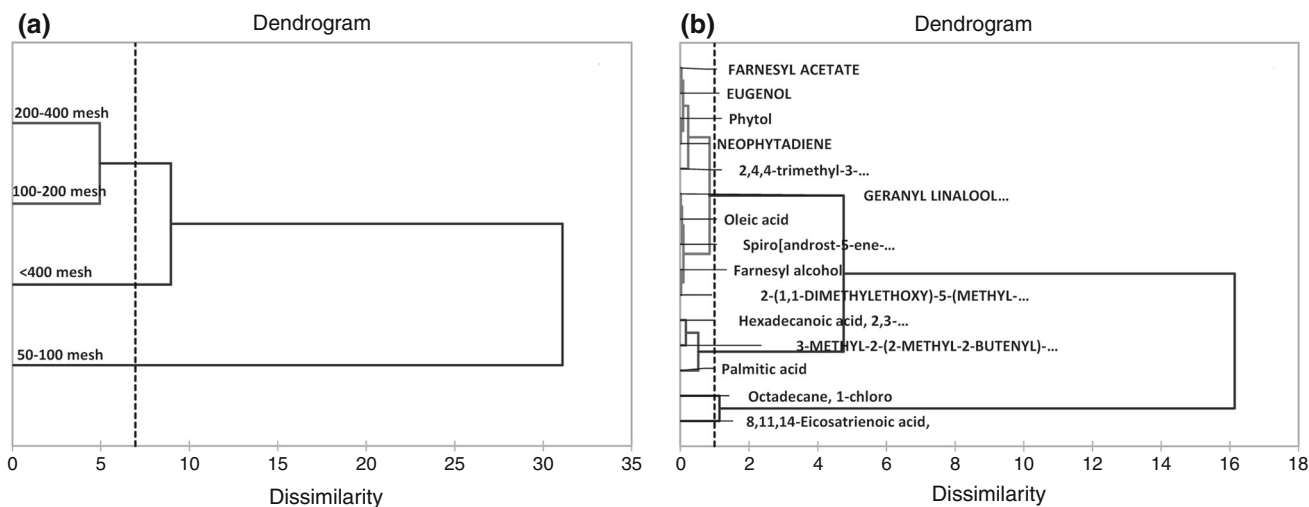 (a)
Dendrogram
200-400 mesh
100-200 mesh
<400 mesh
50-100 mesh
0 5 10 15 20 25 30 35
Dissimilarity
(b)
Dendrogram
FARNESYL ACETATE
EUGENOL
Phytol
NEOPHYTADIENE
2,4,4-trimethyl-3-...
GERANYL LINALOOL...
Oleic acid
Spiro[androst-5-ene-...
Farnesyl alcohol
2-(1,1-DIMETHYLETHOXY)-5-(METHYL-...
Hexadecanoic acid, 2,3-...
3-METHYL-2-(2-METHYL-2-BUTENYL)-...
Palmitic acid
Octadecane, 1-chloro
8,11,14-Eicosatrienoic acid,
0 2 4 6 8 10 12 14 16 18
Dissimilarity